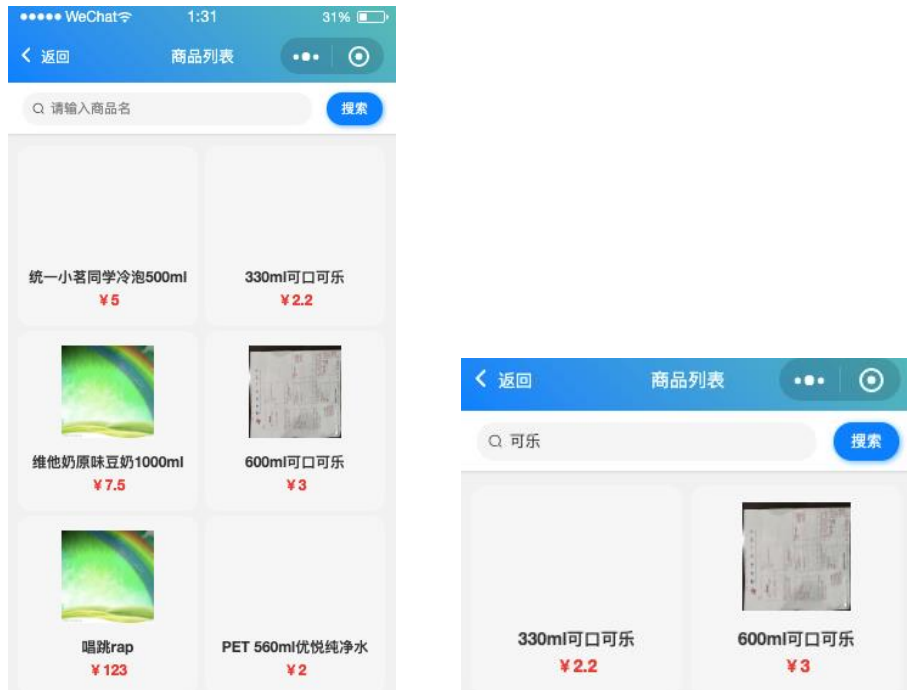 WeChat 1:31 31%
返回 商品列表
请输入商品名 搜索
统一小茗同学冷泡500ml 330ml可口可乐
¥5 ¥2.2
维他奶原味豆奶1000ml 600ml可口可乐
¥7.5 ¥3
唱跳rap PET 560ml优悦纯净水
¥123 ¥2
返回 商品列表
可乐 搜索
330ml可口可乐 600ml可口可乐
¥2.2 ¥3